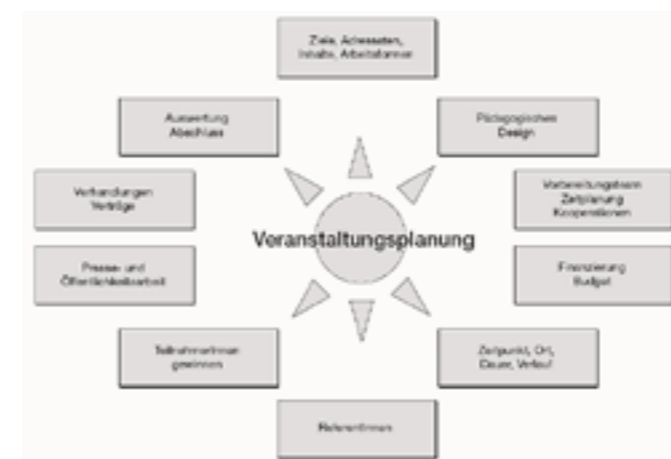 Ziele, Adressaten,
Inhalte, Arbeitsformen
Auswertung
Abschluss
Pädagogisches
Design
Verhandlungen
Verträge
Vorbereitungsteam
Zeitplanung
Kooperationen
Veranstaltungsplanung
Presse- und
Öffentlichkeitsarbeit
Finanzierung
Budget
TeilnehmerInnen
gewinnen
Zeitpunkt, Ort,
Dauer, Verlauf
ReferentInnen